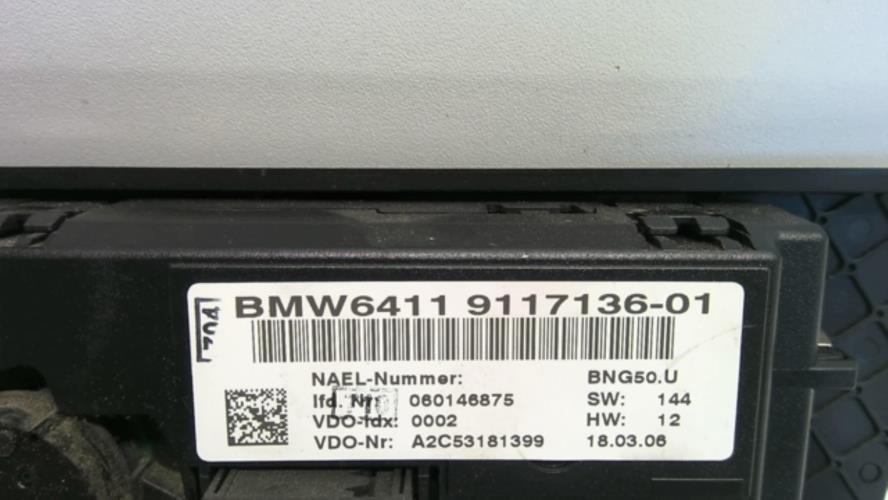 BMW6411 9117136-01
704
NAEL-Nummer: BNG50.U
lfd. Nr: 060146875 SW: 144
VDO-Idx: 0002 HW: 12
VDO-Nr: A2C53181399 18.03.06